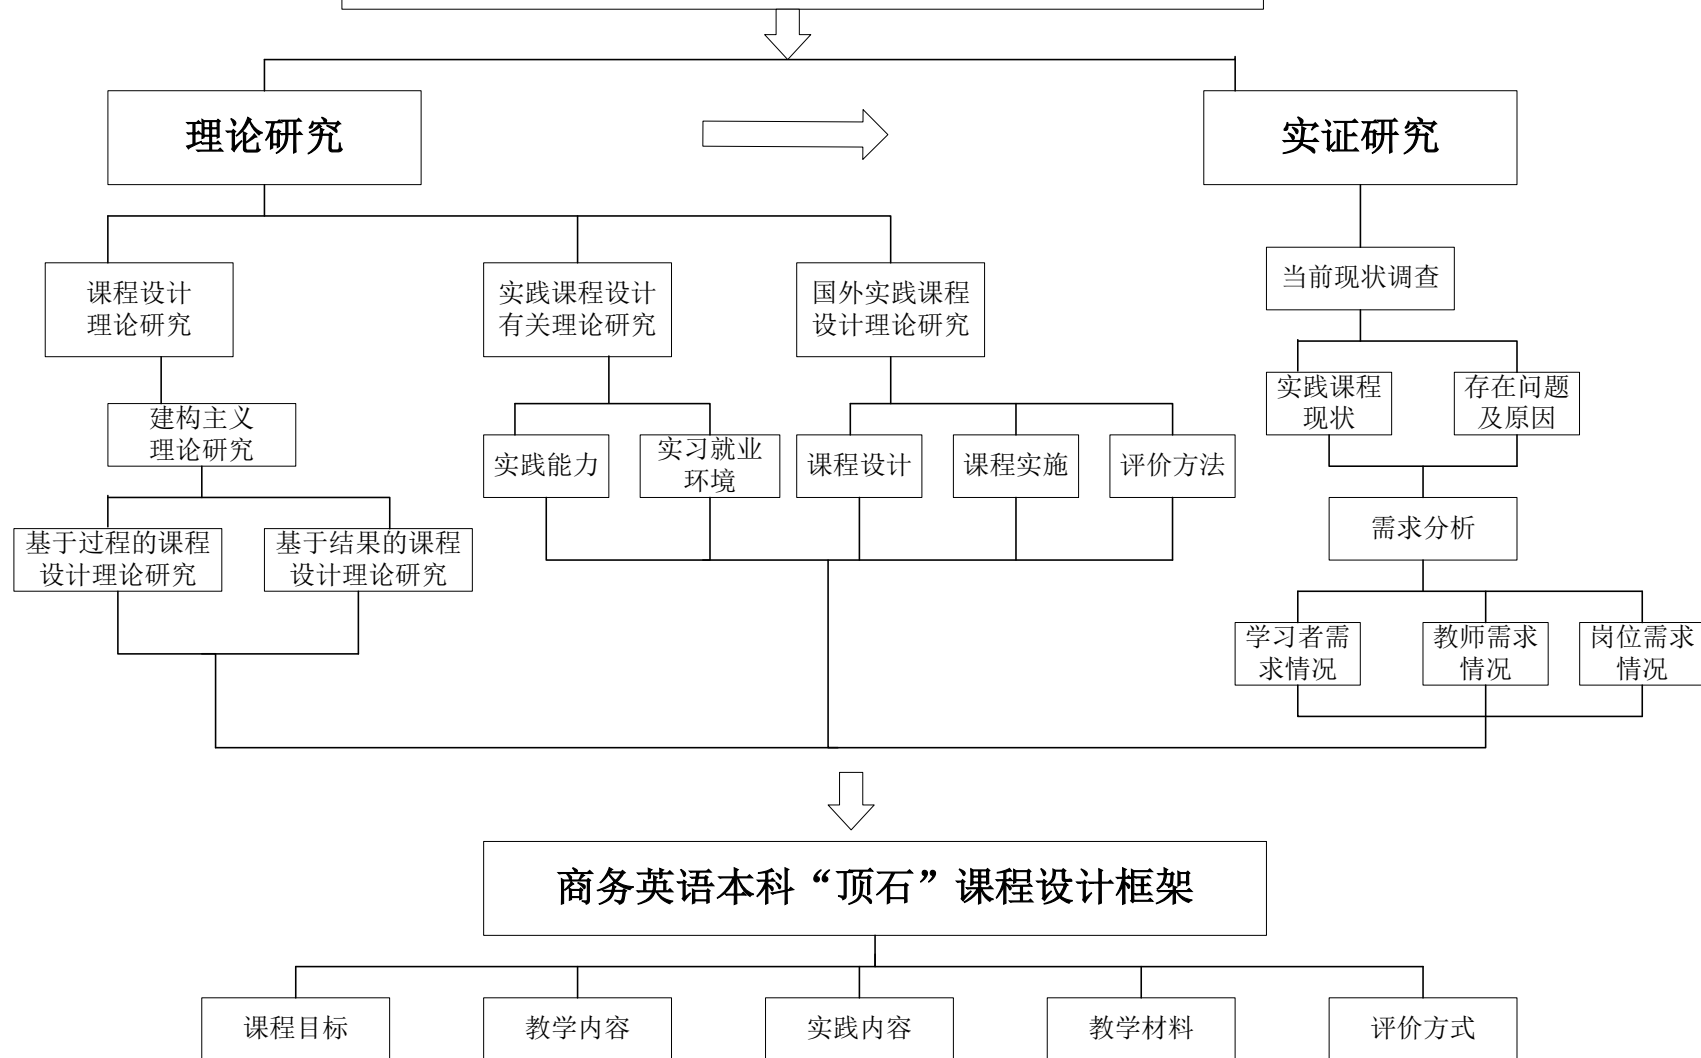 理论研究
实证研究
课程设计
理论研究
实践课程设计
有关理论研究
国外实践课程
设计理论研究
当前现状调查
建构主义
理论研究
实践能力
实习就业
环境
课程设计
课程实施
评价方法
实践课程
现状
存在问题
及原因
基于过程的课程
设计理论研究
基于结果的课程
设计理论研究
需求分析
学习者需
求情况
教师需求
情况
岗位需求
情况
商务英语本科“顶石”课程设计框架
课程目标
教学内容
实践内容
教学材料
评价方式